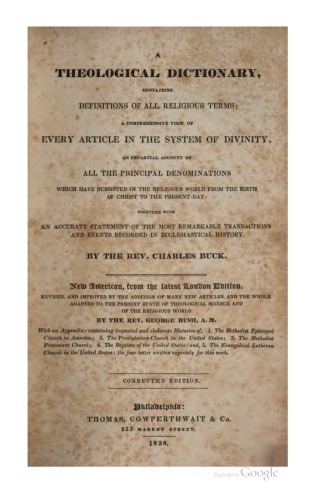 A
THEOLOGICAL DICTIONARY,
CONTAINING
DEFINITIONS OF ALL RELIGIOUS TERMS;
A COMPREHENSIVE VIEW OF
EVERY ARTICLE IN THE SYSTEM OF DIVINITY,
AN IMPARTIAL ACCOUNT OF
ALL THE PRINCIPAL DENOMINATIONS
WHICH HAVE SUBSISTED IN THE RELIGIOUS WORLD FROM THE BIRTH
OF CHRIST TO THE PRESENT DAY:
TOGETHER WITH
AN ACCURATE STATEMENT OF THE MOST REMARKABLE TRANSACTIONS
AND EVENTS RECORDED IN ECCLESIASTICAL HISTORY.
BY THE REV. CHARLES BUCK.
New American, from the latest London Edition.
REVISED, AND IMPROVED BY THE ADDITION OF MANY NEW ARTICLES, AND THE WHOLE
ADAPTED TO THE PRESENT STATE OF THEOLOGICAL SCIENCE AND
OF THE RELIGIOUS WORLD.
BY THE REV. GEORGE BUSH, A.M.
With an Appendix: containing impartial and elaborate Histories of, 1. The Methodist Episcopal
Church in America; 2. The Presbyterian Church in the United States; 3. The Methodist
Protestant Church; 4. The Baptists of the United States; and, 5. The Evangelical Lutheran
Church in the United States: the four latter written expressly for this work.
CORRECTED EDITION.
Philadelphia:
THOMAS, COWPERTHWAIT & Co.
253 MARKET STREET.
1838.
Digitized by Google